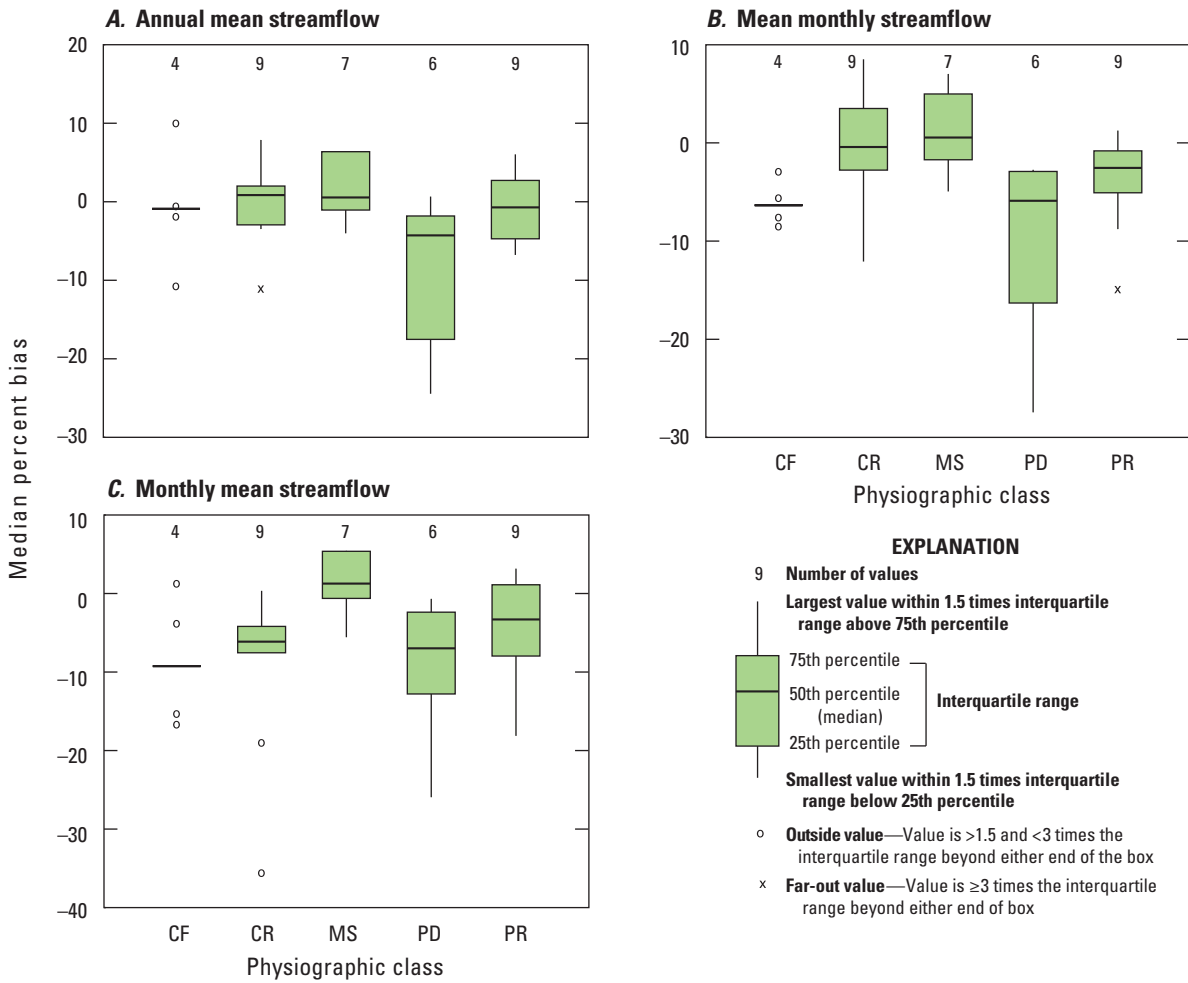 A. Annual mean streamflow
20
10
0
–10
–20
–30
4 9 7 6 9
o
o
o
o
x
B. Mean monthly streamflow
10
0
–10
–20
–30
4 9 7 6 9
o
o
o
o
x
CF CR MS PD PR
Physiographic class
Median percent bias
C. Monthly mean streamflow
10
0
–10
–20
–30
–40
4 9 7 6 9
o
o
o
o
o
o
CF CR MS PD PR
Physiographic class
EXPLANATION
9 Number of values
Largest value within 1.5 times interquartile
range above 75th percentile
75th percentile
50th percentile
(median)
25th percentile
Interquartile range
Smallest value within 1.5 times interquartile
range below 25th percentile
o Outside value—Value is >1.5 and <3 times the
interquartile range beyond either end of the box
x Far-out value—Value is ≥3 times the interquartile
range beyond either end of box